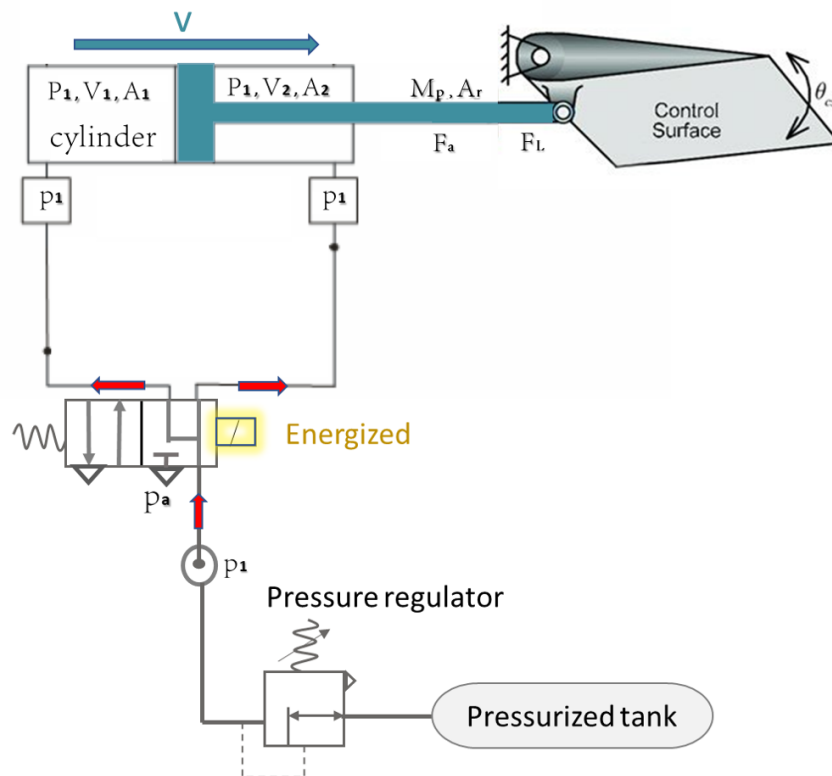 V
P1, V1, A1
P1, V2, A2
cylinder
Mp, Ar
Fa
FL
Control
Surface
θc
p1
p1
Energized
pa
p1
Pressure regulator
Pressurized tank